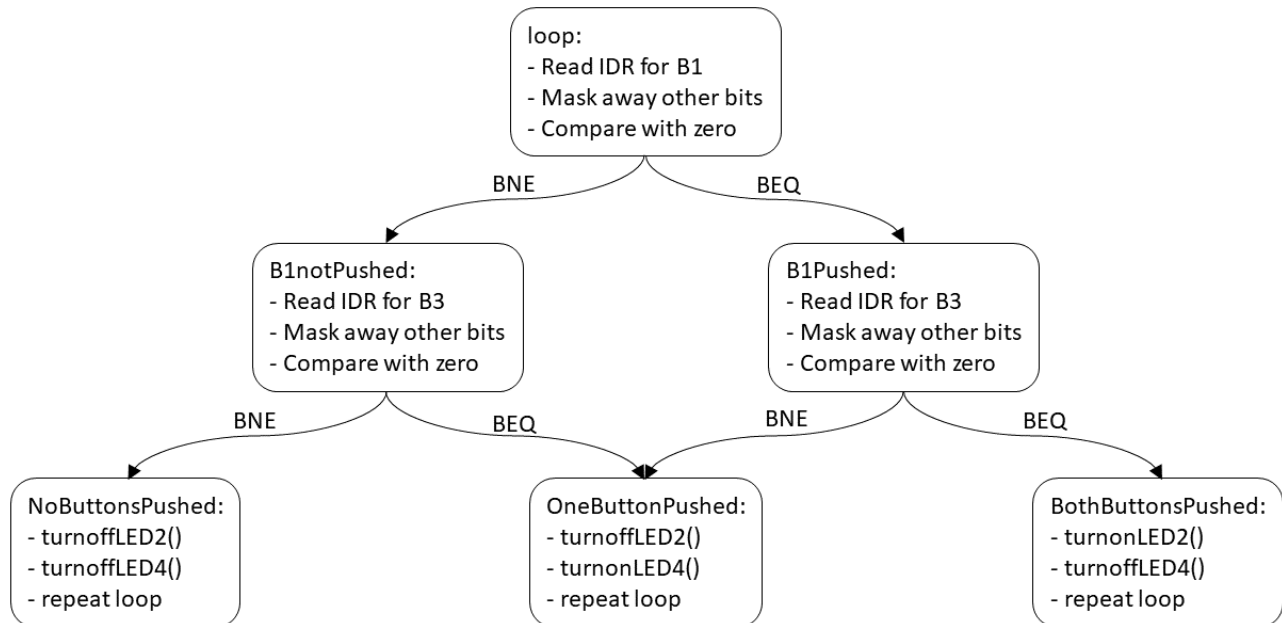 loop:
- Read IDR for B1
- Mask away other bits
- Compare with zero
BNE
BEQ
B1notPushed:
- Read IDR for B3
- Mask away other bits
- Compare with zero
B1Pushed:
- Read IDR for B3
- Mask away other bits
- Compare with zero
BNE
BEQ
BNE
BEQ
NoButtonsPushed:
- turnoffLED2()
- turnoffLED4()
- repeat loop
OneButtonPushed:
- turnoffLED2()
- turnonLED4()
- repeat loop
BothButtonsPushed:
- turnonLED2()
- turnoffLED4()
- repeat loop